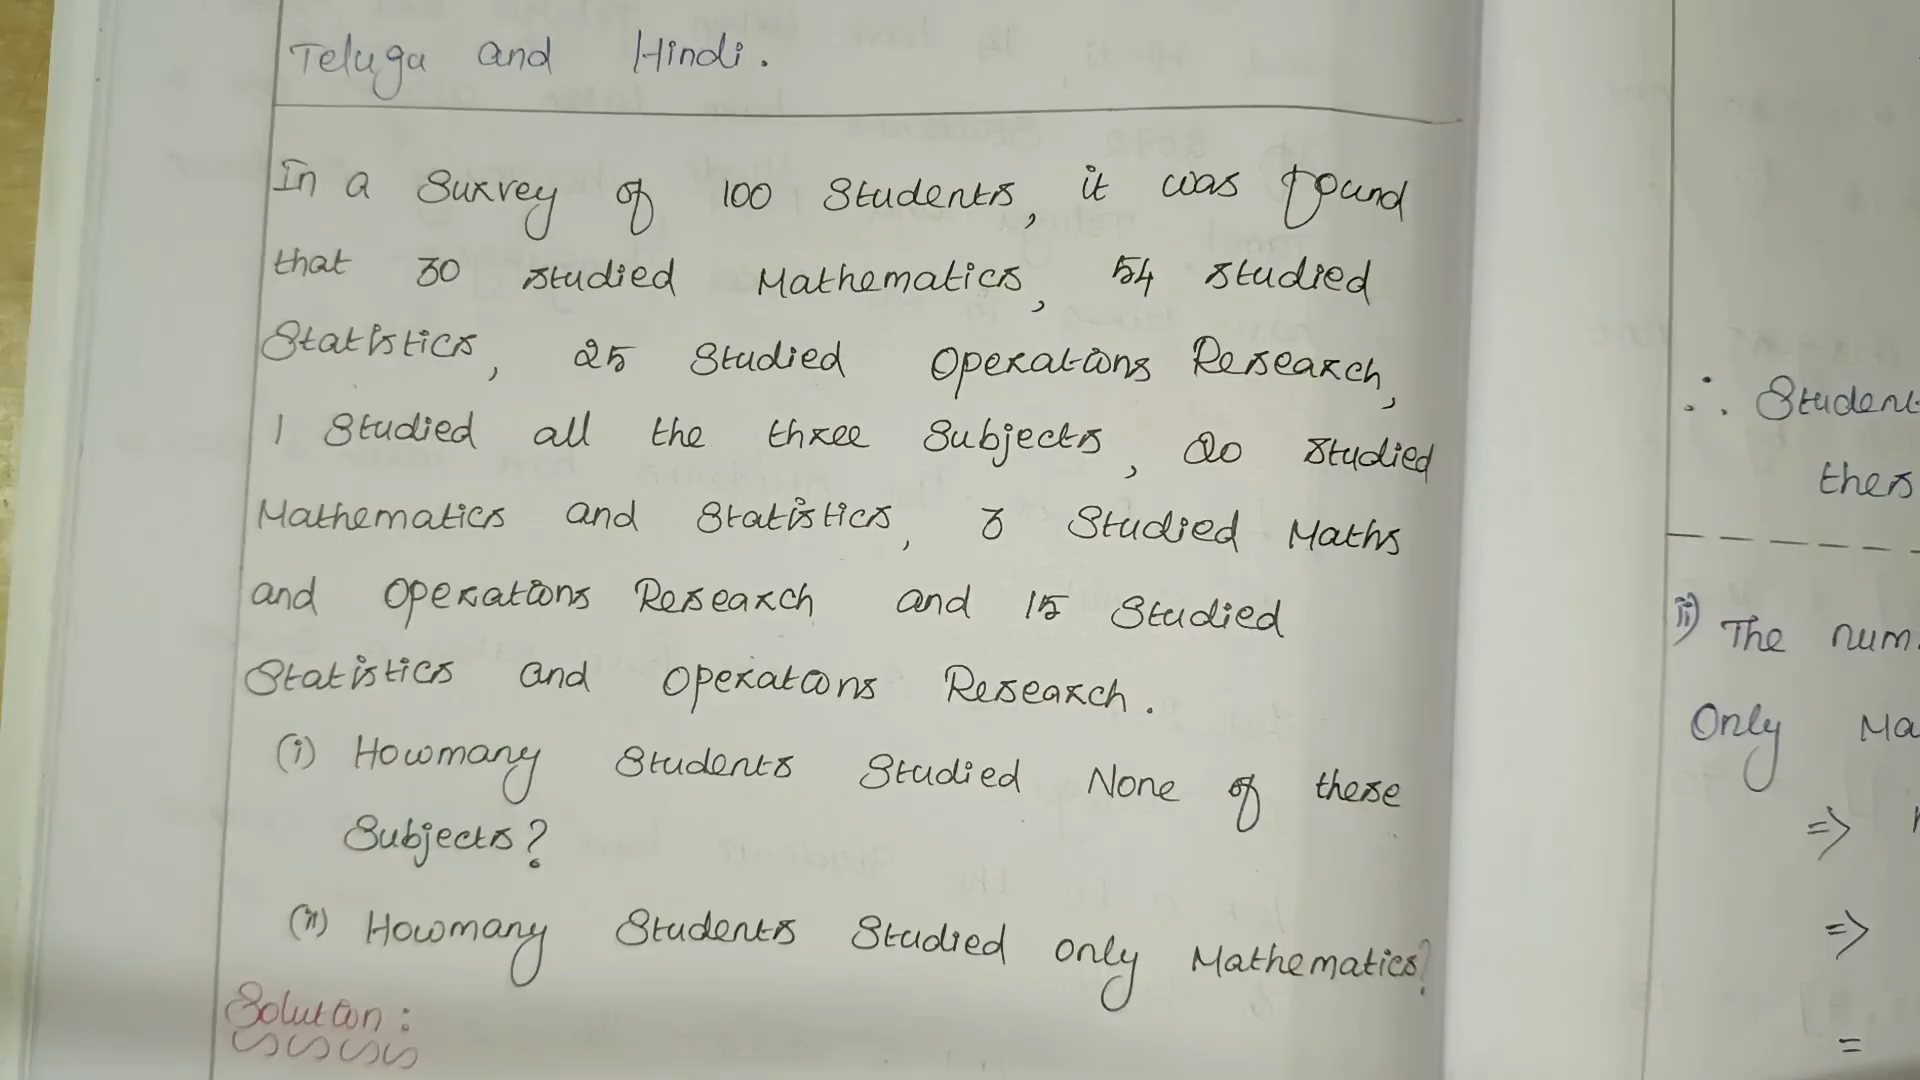 Teluga and Hindi.
In a Survey of 100 Students, it was found
that 30 studied Mathematics, 54 studied
Statistics, 25 Studied Operations Research,
1 Studied all the three Subjects, 20 studied
Mathematics and Statistics, 3 Studied Maths
and Operations Research and 15 Studied
Statistics and Operations Research.
(i) Howmany Students Studied None of these
Subjects?
(ii) Howmany Students Studied only Mathematics?
Solution:
∴ Student
thes
ii) The num
Only Ma
=>
=>
=